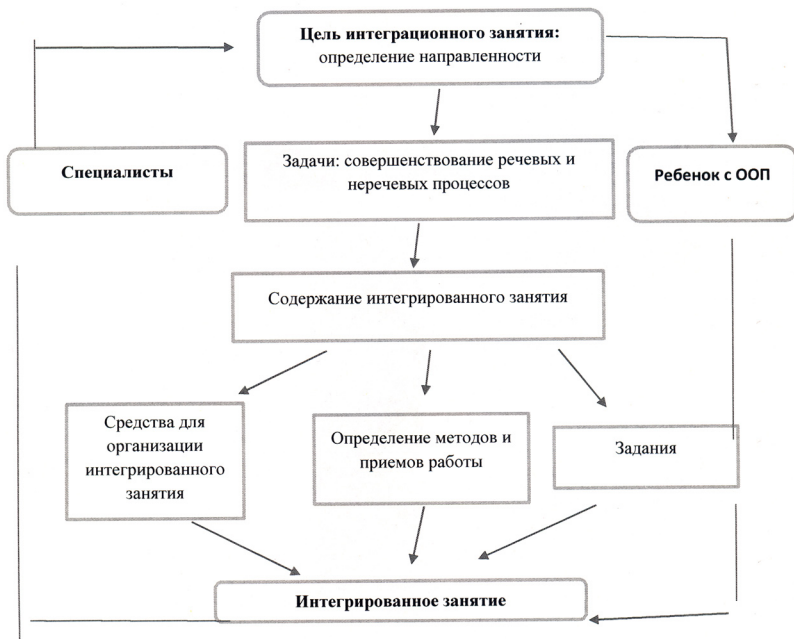 Цель интеграционного занятия:
определение направленности
Специалисты
Задачи: совершенствование речевых и
неречевых процессов
Ребенок с ООП
Содержание интегрированного занятия
Средства для
организации
интегрированного
занятия
Определение методов и
приемов работы
Задания
Интегрированное занятие